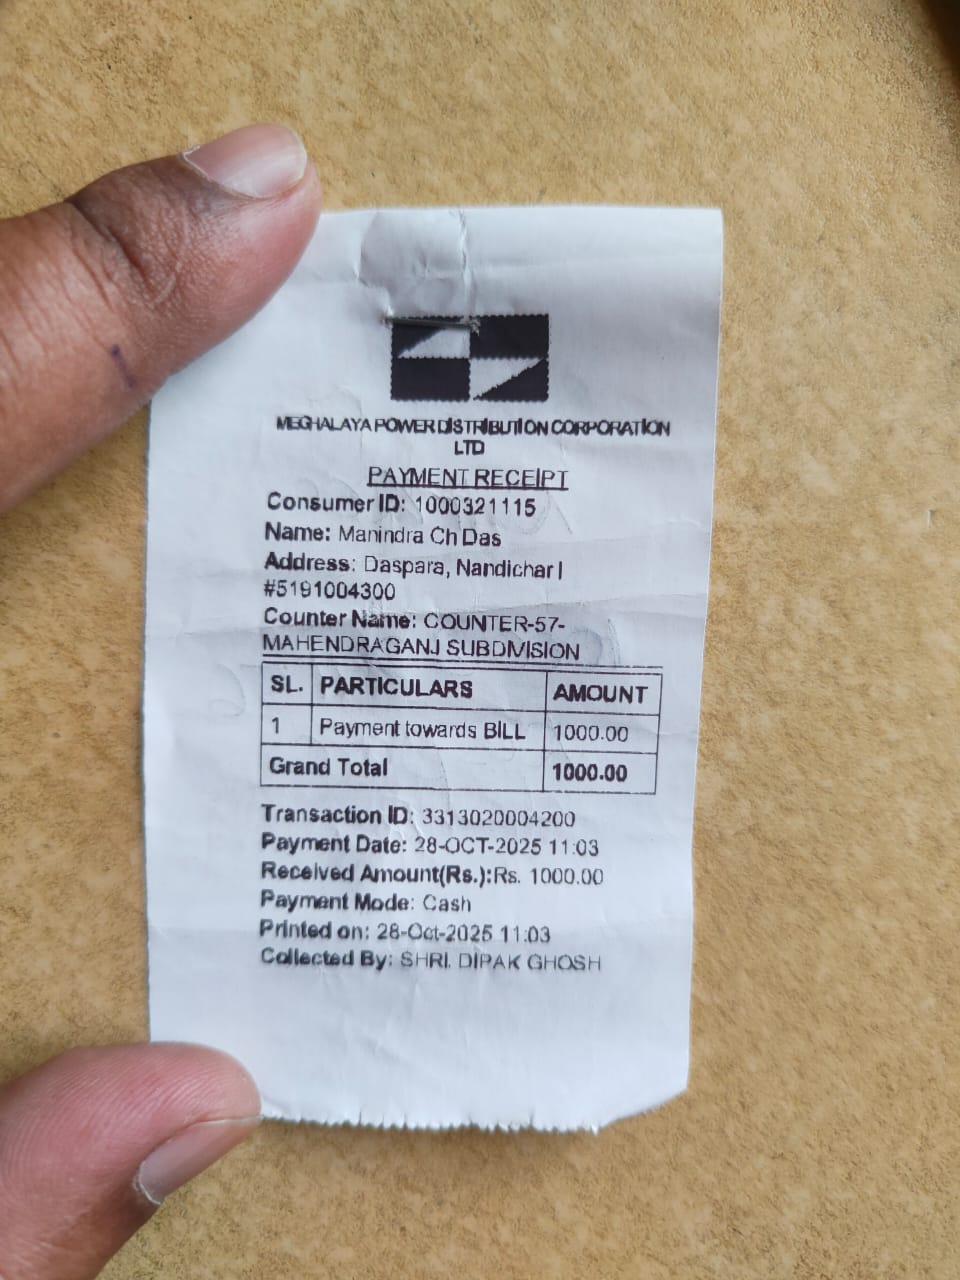 MEGHALAYA POWER DISTRIBUTION CORPORATION
LTD
PAYMENT RECEIPT
Consumer ID: 1000321115
Name: Manindra Ch Das
Address: Daspara, Nandichar I
#5191004300
Counter Name: COUNTER-57-
MAHENDRAGANJ SUBDIVISION
SL. PARTICULARS AMOUNT
1 Payment towards BILL 1000.00
Grand Total 1000.00
Transaction ID: 3313020004200
Payment Date: 28-OCT-2025 11:03
Received Amount(Rs.):Rs. 1000.00
Payment Mode: Cash
Printed on: 28-Oct-2025 11:03
Collected By: SHRI. DIPAK GHOSH